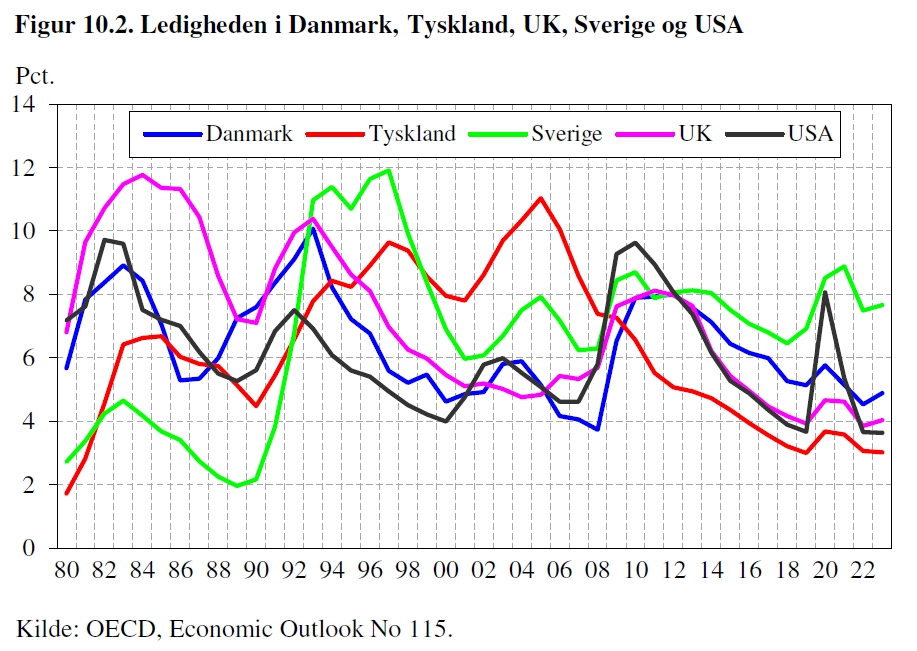 Figur 10.2. Ledigheden i Danmark, Tyskland, UK, Sverige og USA
Pct.
14
Danmark Tyskland Sverige UK USA
12
10
8
6
4
2
0
80 82 84 86 88 90 92 94 96 98 00 02 04 06 08 10 12 14 16 18 20 22
Kilde: OECD, Economic Outlook No 115.